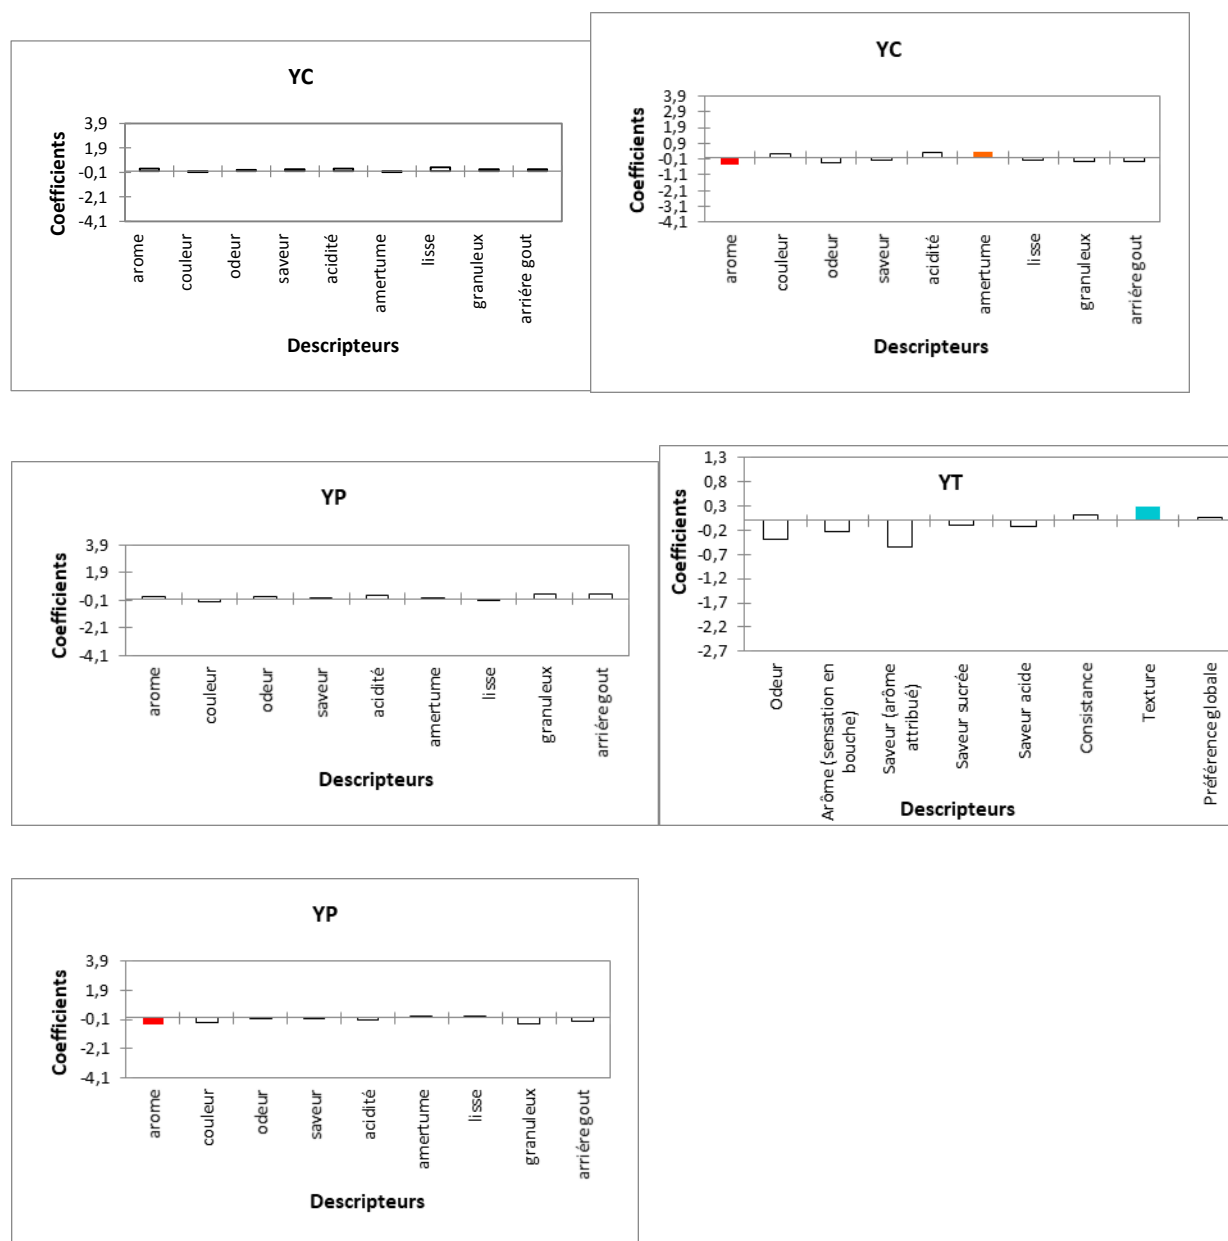 YC
Coefficients
3,9
1,9
-0,1
-2,1
-4,1
arome
couleur
odeur
saveur
acidité
amertume
lisse
granuleux
arriére gout
Descripteurs
YC
Coefficients
3,9
2,9
1,9
0,9
-0,1
-1,1
-2,1
-3,1
-4,1
arome
couleur
odeur
saveur
acidité
amertume
lisse
granuleux
arriére gout
Descripteurs
YP
Coefficients
3,9
1,9
-0,1
-2,1
-4,1
arome
couleur
odeur
saveur
acidité
amertume
lisse
granuleux
arriére gout
Descripteurs
YT
Coefficients
1,3
0,8
0,3
-0,2
-0,7
-1,2
-1,7
-2,2
-2,7
Odeur
Arôme (sensation en
bouche)
Saveur (arôme
attribué)
Saveur sucrée
Saveur acide
Consistance
Texture
Préférence globale
Descripteurs
YP
Coefficients
3,9
1,9
-0,1
-2,1
-4,1
arome
couleur
odeur
saveur
acidité
amertume
lisse
granuleux
arriére gout
Descripteurs